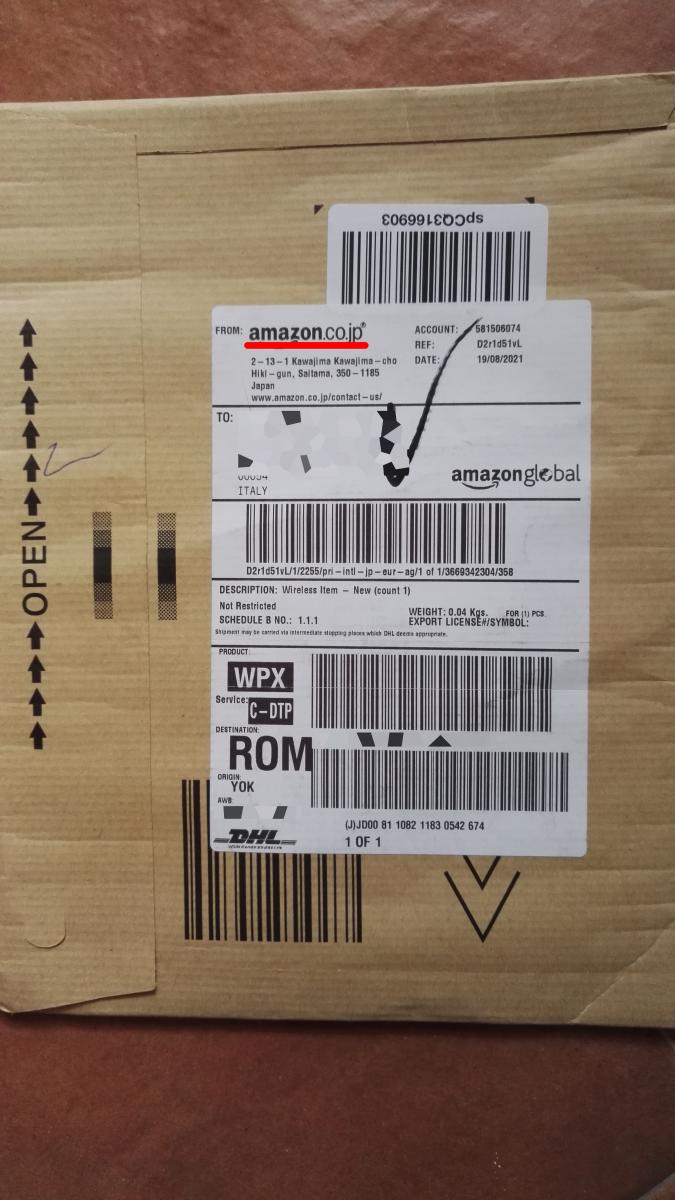 spCQ3166903
FROM: amazon.co.jp®
2-13-1 Kawajima Kawajima-cho
Hiki-gun, Saitama, 350-1185
Japan
www.amazon.co.jp/contact-us/
ACCOUNT: 581506074
REF: D2r1d51vL
DATE: 19/08/2021
TO:
ITALY
amazonglobal
D2r1d51vL/1/2255/pri-intl-jp-eur-ag/1 of 1/3669342304/358
DESCRIPTION: Wireless Item - New (count 1)
Not Restricted
WEIGHT: 0.04 Kgs. FOR (1) PCS.
SCHEDULE B NO.: 1.1.1
EXPORT LICENSE#/SYMBOL:
Shipment may be carried via intermediate stopping places which DHL deems appropriate.
PRODUCT:
WPX
Service:
C-DTP
DESTINATION:
ROM
ORIGIN:
YOK
AWB:
DHL
(J)JD00 81 1082 1183 0542 674
1 OF 1
OPEN